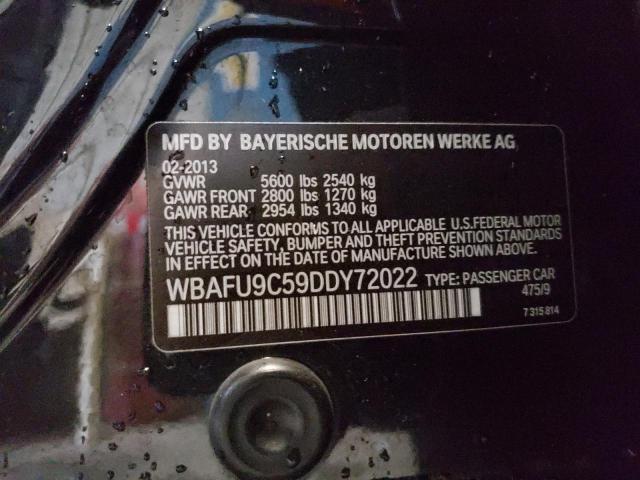 MFD BY BAYERISCHE MOTOREN WERKE AG
02-2013
GVWR 5600 lbs 2540 kg
GAWR FRONT 2800 lbs 1270 kg
GAWR REAR 2954 lbs 1340 kg
THIS VEHICLE CONFORMS TO ALL APPLICABLE U.S.FEDERAL MOTOR
VEHICLE SAFETY, BUMPER AND THEFT PREVENTION STANDARDS
IN EFFECT ON THE DATE OF MANUFACTURE SHOWN ABOVE.
WBAFU9C59DDY72022 TYPE: PASSENGER CAR
475/9
7 315 814